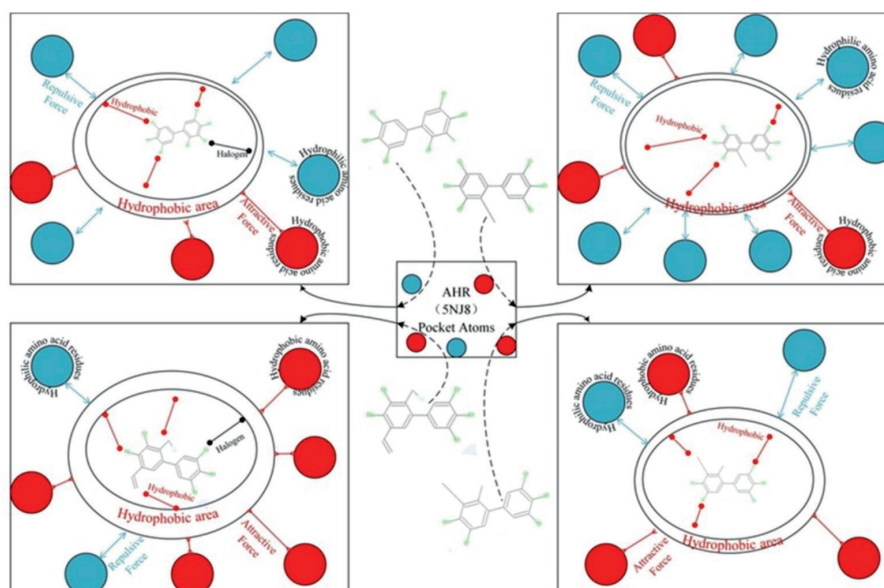 Repulsive
Force
Hydrophobic
Halogen
Hydrophilic
amino acid residues
Hydrophobic area
Attractive
Force
Hydrophobic
amino acid residues
Repulsive
Force
Hydrophilic
amino acid residues
Hydrophobic
Hydrophobic area
Attractive
Force
Hydrophobic
amino acid residues
AHR
(5NJ8)
Pocket Atoms
Hydrophilic amino acid residues
Hydrophobic amino acid residues
Halogen
Hydrophobic
Hydrophobic area
Repulsive
Force
Attractive
Force
Hydrophilic amino acid residues
Hydrophobic amino acid residues
Repulsive
Force
Hydrophobic
Hydrophobic area
Attractive
Force